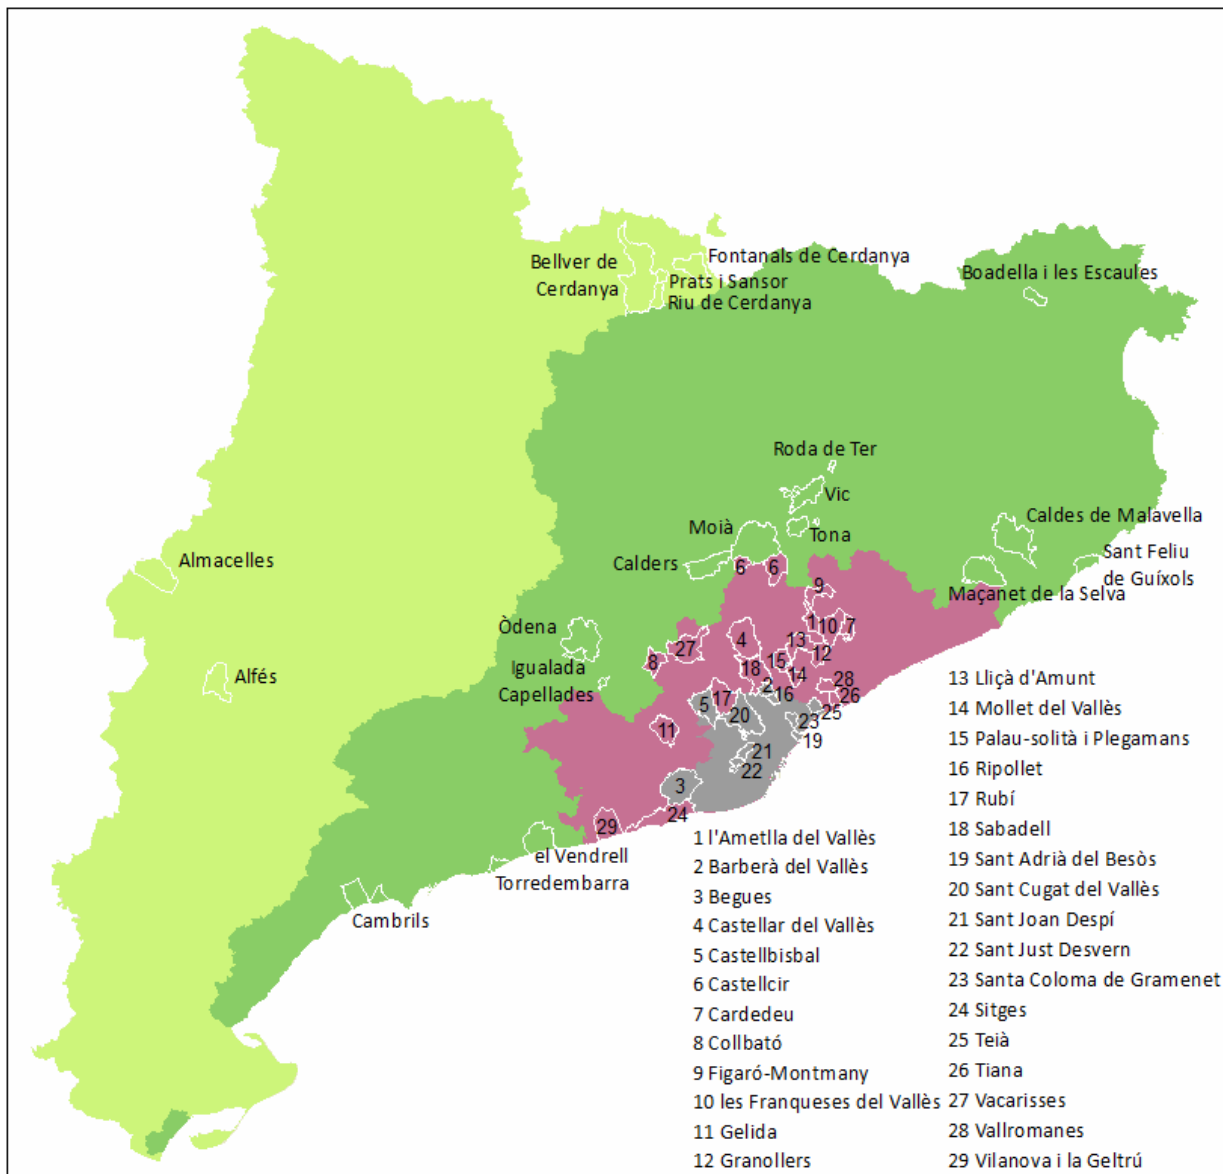 Bellver de
Cerdanya
Fontanals de Cerdanya
Prats i Sansor
Riu de Cerdanya
Boadella i les Escaules
Roda de Ter
Vic
Moià
Tona
Caldes de Malavella
Calders
Sant Feliu
de Guíxols
Almacelles
6
6
9
Maçanet de la Selva
Òdena
1
10
7
27
4
13
12
Igualada
8
18
15
14
Alfés
Capellades
2
16
28
26
17
5
20
23
25
11
19
21
22
3
24
29
el Vendrell
Torredembarra
Cambrils
1 l'Ametlla del Vallès
2 Barberà del Vallès
3 Begues
4 Castellar del Vallès
5 Castellbisbal
6 Castellcir
7 Cardedeu
8 Collbató
9 Figaró-Montmany
10 les Franqueses del Vallès
11 Gelida
12 Granollers
13 Lliçà d'Amunt
14 Mollet del Vallès
15 Palau-solità i Plegamans
16 Ripollet
17 Rubí
18 Sabadell
19 Sant Adrià del Besòs
20 Sant Cugat del Vallès
21 Sant Joan Despí
22 Sant Just Desvern
23 Santa Coloma de Gramenet
24 Sitges
25 Teià
26 Tiana
27 Vacarisses
28 Vallromanes
29 Vilanova i la Geltrú